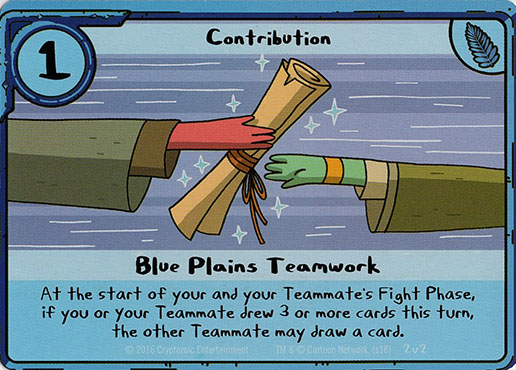 1
Contribution
Blue Plains Teamwork
At the start of your and your Teammate's Fight Phase,
if you or your Teammate drew 3 or more cards this turn,
the other Teammate may draw a card.
© 2016 Cryptozoic Entertainment TM & © Cartoon Network. (s16) 2v2